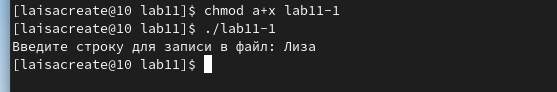 [laisacreate@10 lab11]$ chmod a+x lab11-1
[laisacreate@10 lab11]$ ./lab11-1
Введите строку для записи в файл: Лиза
[laisacreate@10 lab11]$